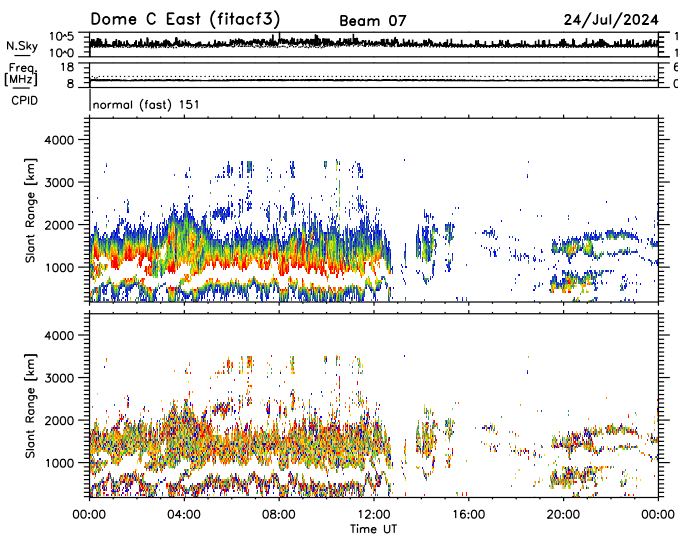 Dome C East (fitacf3) Beam 07 24/Jul/2024
N.Sky 10^5 10^0
Freq. [MHz] 18 8
CPID normal (fast) 151
Slant Range [km] 4000 3000 2000 1000
Slant Range [km] 4000 3000 2000 1000
00:00 04:00 08:00 12:00 16:00 20:00 00:00
Time UT